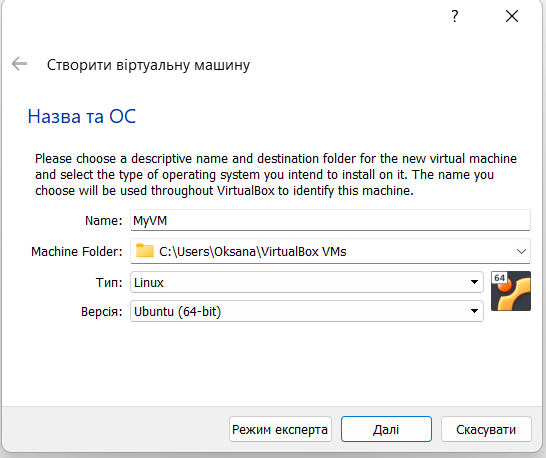 ?
Створити віртуальну машину
Назва та ОС
Please choose a descriptive name and destination folder for the new virtual machine
and select the type of operating system you intend to install on it. The name you
choose will be used throughout VirtualBox to identify this machine.
Name: MyVM
Machine Folder: C:\Users\Oksana\VirtualBox VMs
Тип: Linux
64
Версія: Ubuntu (64-bit)
Режим експерта Далі Скасувати